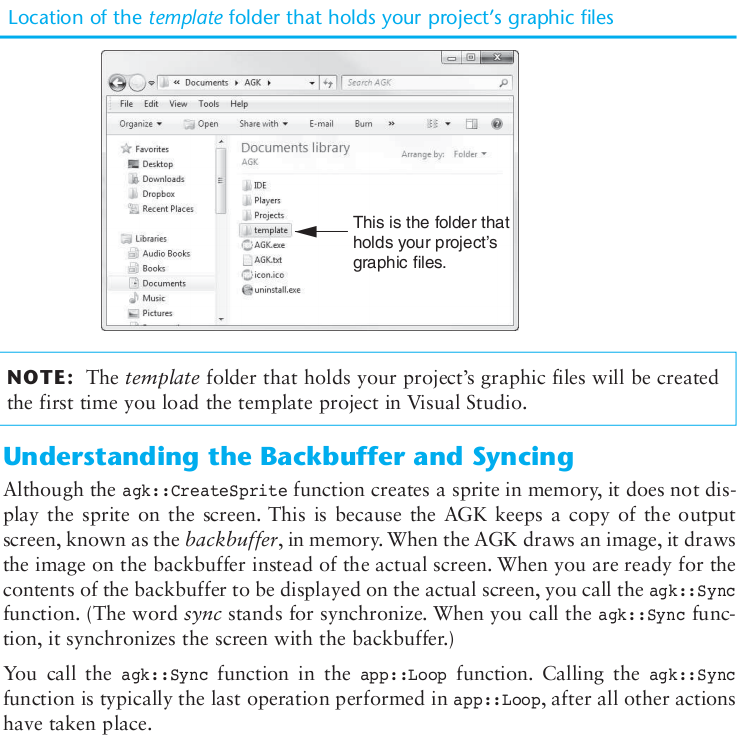 Location of the template folder that holds your project's graphic files
« Documents ▸ AGK ▸
Search AGK
File Edit View Tools Help
Organize ▼ Open Share with ▼ E-mail Burn »
Favorites
Desktop
Downloads
Dropbox
Recent Places
Libraries
Audio Books
Books
Documents
Music
Pictures
Documents library
AGK
Arrange by: Folder ▼
IDE
Players
Projects
template
AGK.exe
AGK.txt
icon.ico
uninstall.exe
This is the folder that
holds your project's
graphic files.
NOTE: The template folder that holds your project's graphic files will be created
the first time you load the template project in Visual Studio.
Understanding the Backbuffer and Syncing
Although the agk::CreateSprite function creates a sprite in memory, it does not dis-
play the sprite on the screen. This is because the AGK keeps a copy of the output
screen, known as the backbuffer, in memory. When the AGK draws an image, it draws
the image on the backbuffer instead of the actual screen. When you are ready for the
contents of the backbuffer to be displayed on the actual screen, you call the agk::Sync
function. (The word sync stands for synchronize. When you call the agk::Sync func-
tion, it synchronizes the screen with the backbuffer.)
You call the agk::Sync function in the app::Loop function. Calling the agk::Sync
function is typically the last operation performed in app::Loop, after all other actions
have taken place.